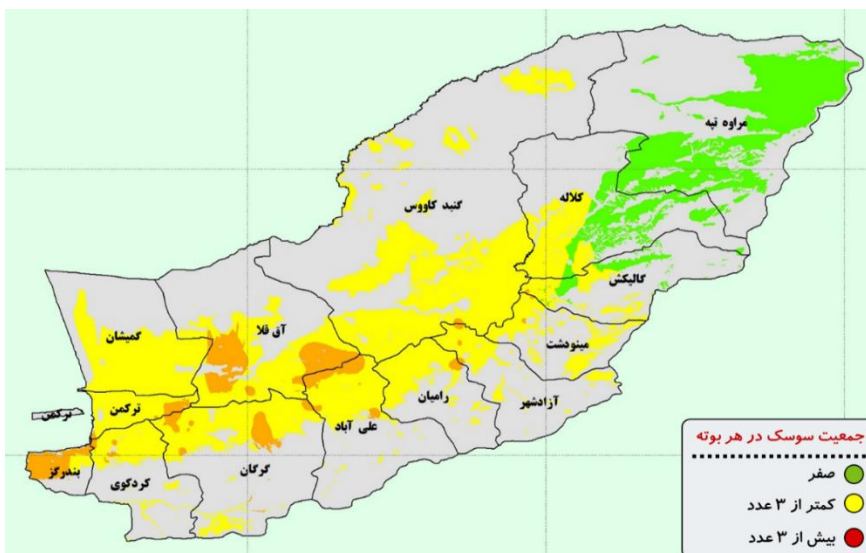 مراوه تپه
کلاله
گنبد کاووس
گالیکش
آق قلا
گمیشان
مینودشت
رامیان
آزادشهر
ترکمن
ترکمن
علی آباد
گرگان
بندرگز
کردکوی
جمعیت سوسک در هر بوته
صفر
کمتر از ۳ عدد
بیش از ۳ عدد